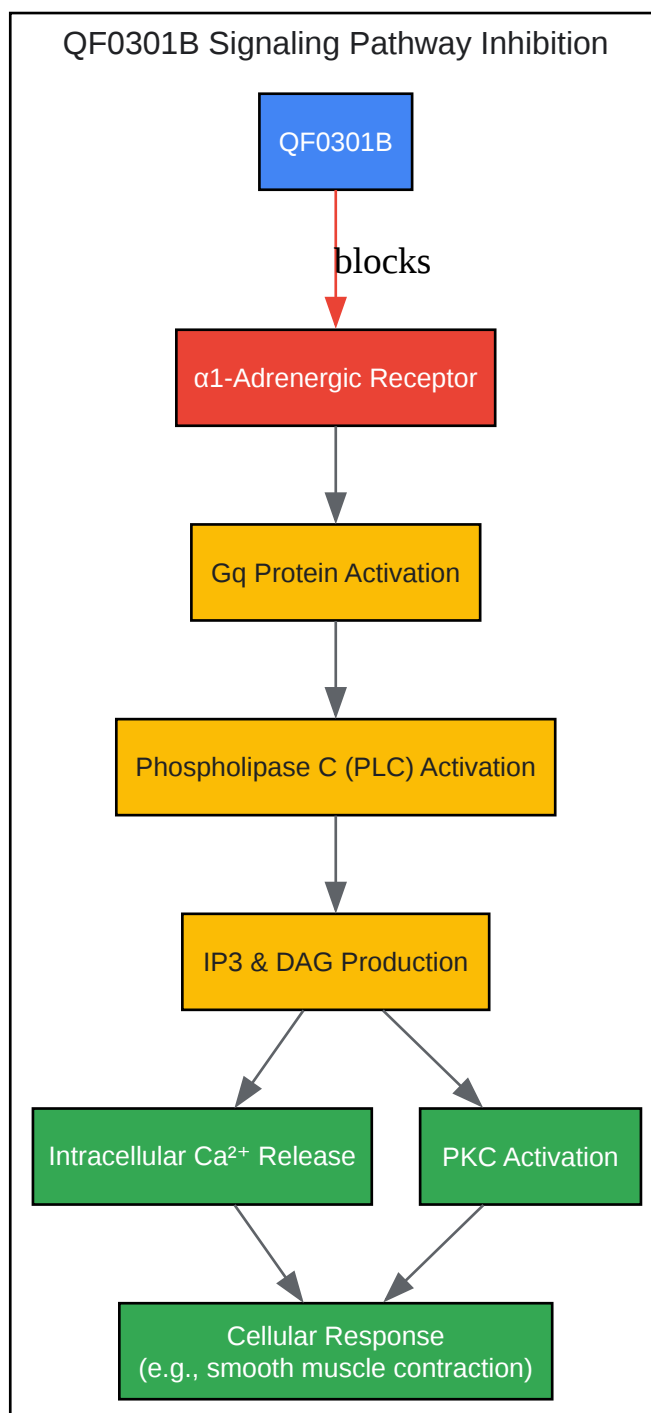 QF0301B Signaling Pathway Inhibition
QF0301B
blocks
α1-Adrenergic Receptor
Gq Protein Activation
Phospholipase C (PLC) Activation
IP3 & DAG Production
Intracellular Ca²⁺ Release
PKC Activation
Cellular Response
(e.g., smooth muscle contraction)